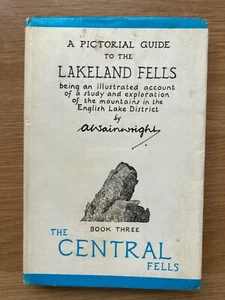 A PICTORIAL GUIDE
TO THE
LAKELAND FELLS
being an illustrated account
of a study and exploration
of the mountains in the
English Lake District
by
AWainwright
BOOK THREE
THE
CENTRAL
FELLS